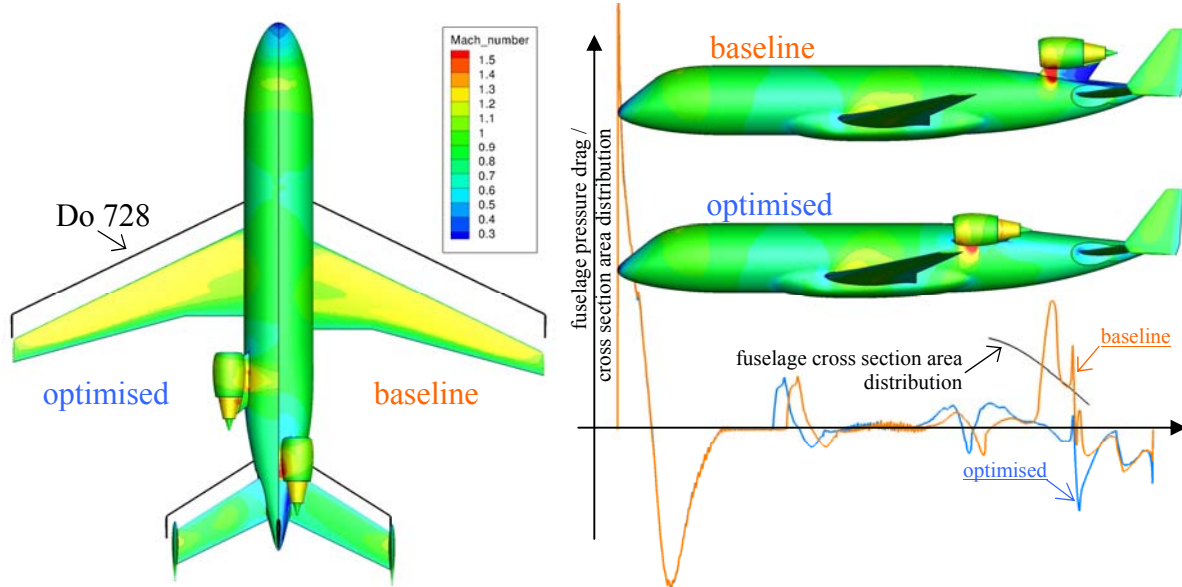 Mach_number
1.5
1.4
1.3
1.2
1.1
1
0.9
0.8
0.7
0.6
0.5
0.4
0.3
Do 728
optimised
baseline
baseline
optimised
fuselage pressure drag /
cross section area distribution
fuselage cross section area
distribution
baseline
optimised